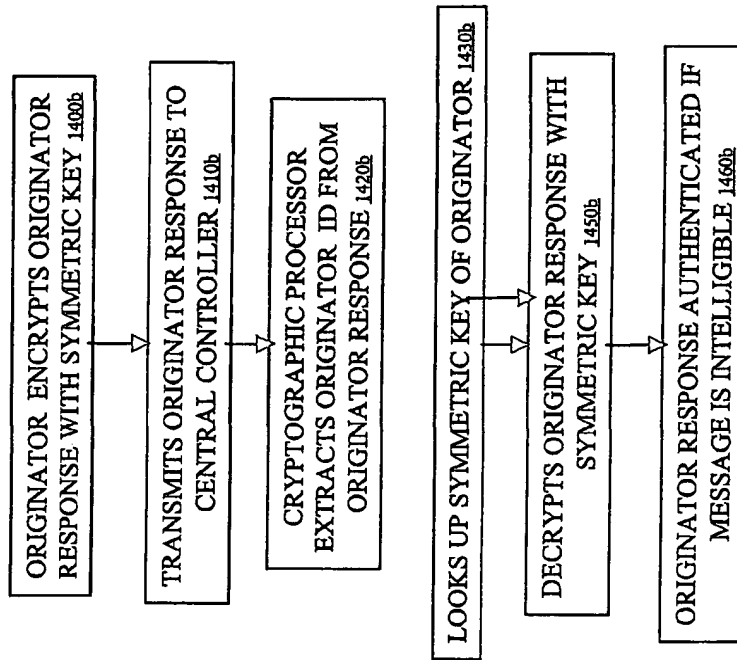 ORIGINATOR ENCRYPTS ORIGINATOR
RESPONSE WITH SYMMETRIC KEY 1400b
TRANSMITS ORIGINATOR RESPONSE TO
CENTRAL CONTROLLER 1410b
CRYPTOGRAPHIC PROCESSOR
EXTRACTS ORIGINATOR ID FROM
ORIGINATOR RESPONSE 1420b
LOOKS UP SYMMETRIC KEY OF ORIGINATOR 1430b
DECRYPTS ORIGINATOR RESPONSE WITH
SYMMETRIC KEY 1450b
ORIGINATOR RESPONSE AUTHENTICATED IF
MESSAGE IS INTELLIGIBLE 1460b